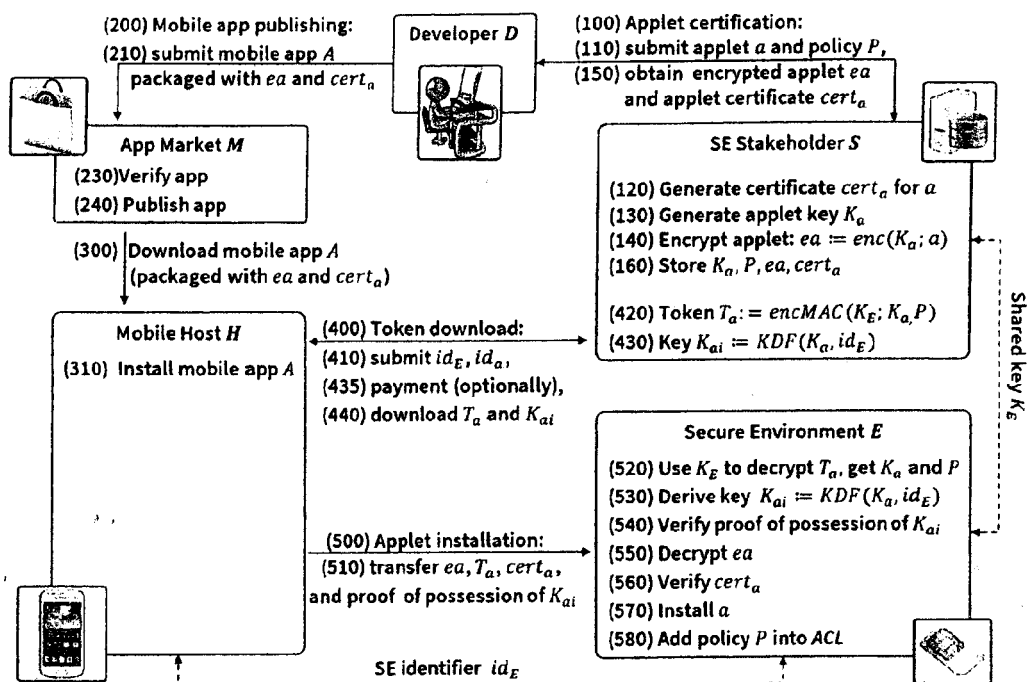 (200) Mobile app publishing:
(210) submit mobile app A
packaged with ea and cert_a
Developer D
(100) Applet certification:
(110) submit applet a and policy P,
(150) obtain encrypted applet ea
and applet certificate cert_a
App Market M
(230)Verify app
(240) Publish app
SE Stakeholder S
(120) Generate certificate cert_a for a
(130) Generate applet key K_a
(140) Encrypt applet: ea := enc(K_a; a)
(160) Store K_a, P, ea, cert_a
(420) Token T_a: = encMAC(K_E; K_a, P)
(430) Key K_ai := KDF(K_a, id_E)
(300) Download mobile app A
(packaged with ea and cert_a)
Mobile Host H
(310) Install mobile app A
(400) Token download:
(410) submit id_E, id_a,
(435) payment (optionally),
(440) download T_a and K_ai
Shared key K_E
Secure Environment E
(520) Use K_E to decrypt T_a, get K_a and P
(530) Derive key K_ai := KDF(K_a, id_E)
(540) Verify proof of possession of K_ai
(550) Decrypt ea
(560) Verify cert_a
(570) Install a
(580) Add policy P into ACL
(500) Applet installation:
(510) transfer ea, T_a, cert_a,
and proof of possession of K_ai
SE identifier id_E